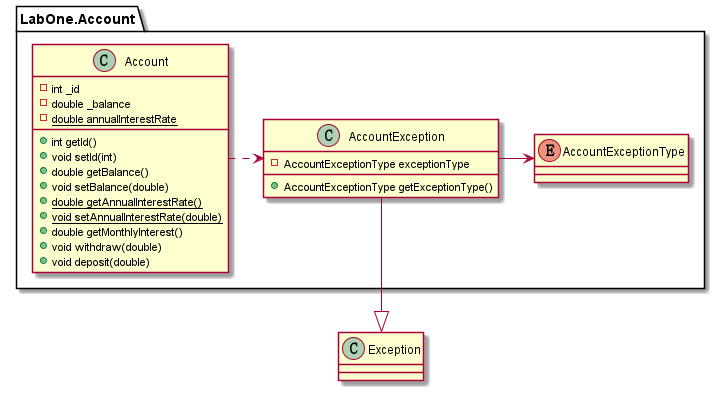 LabOne.Account
C Account
int _id
double _balance
double annualInterestRate
int getId()
void setId(int)
double getBalance()
void setBalance(double)
double getAnnualInterestRate()
void setAnnualInterestRate(double)
double getMonthlyInterest()
void withdraw(double)
void deposit(double)
C AccountException
AccountExceptionType exceptionType
AccountExceptionType getExceptionType()
E AccountExceptionType
C Exception